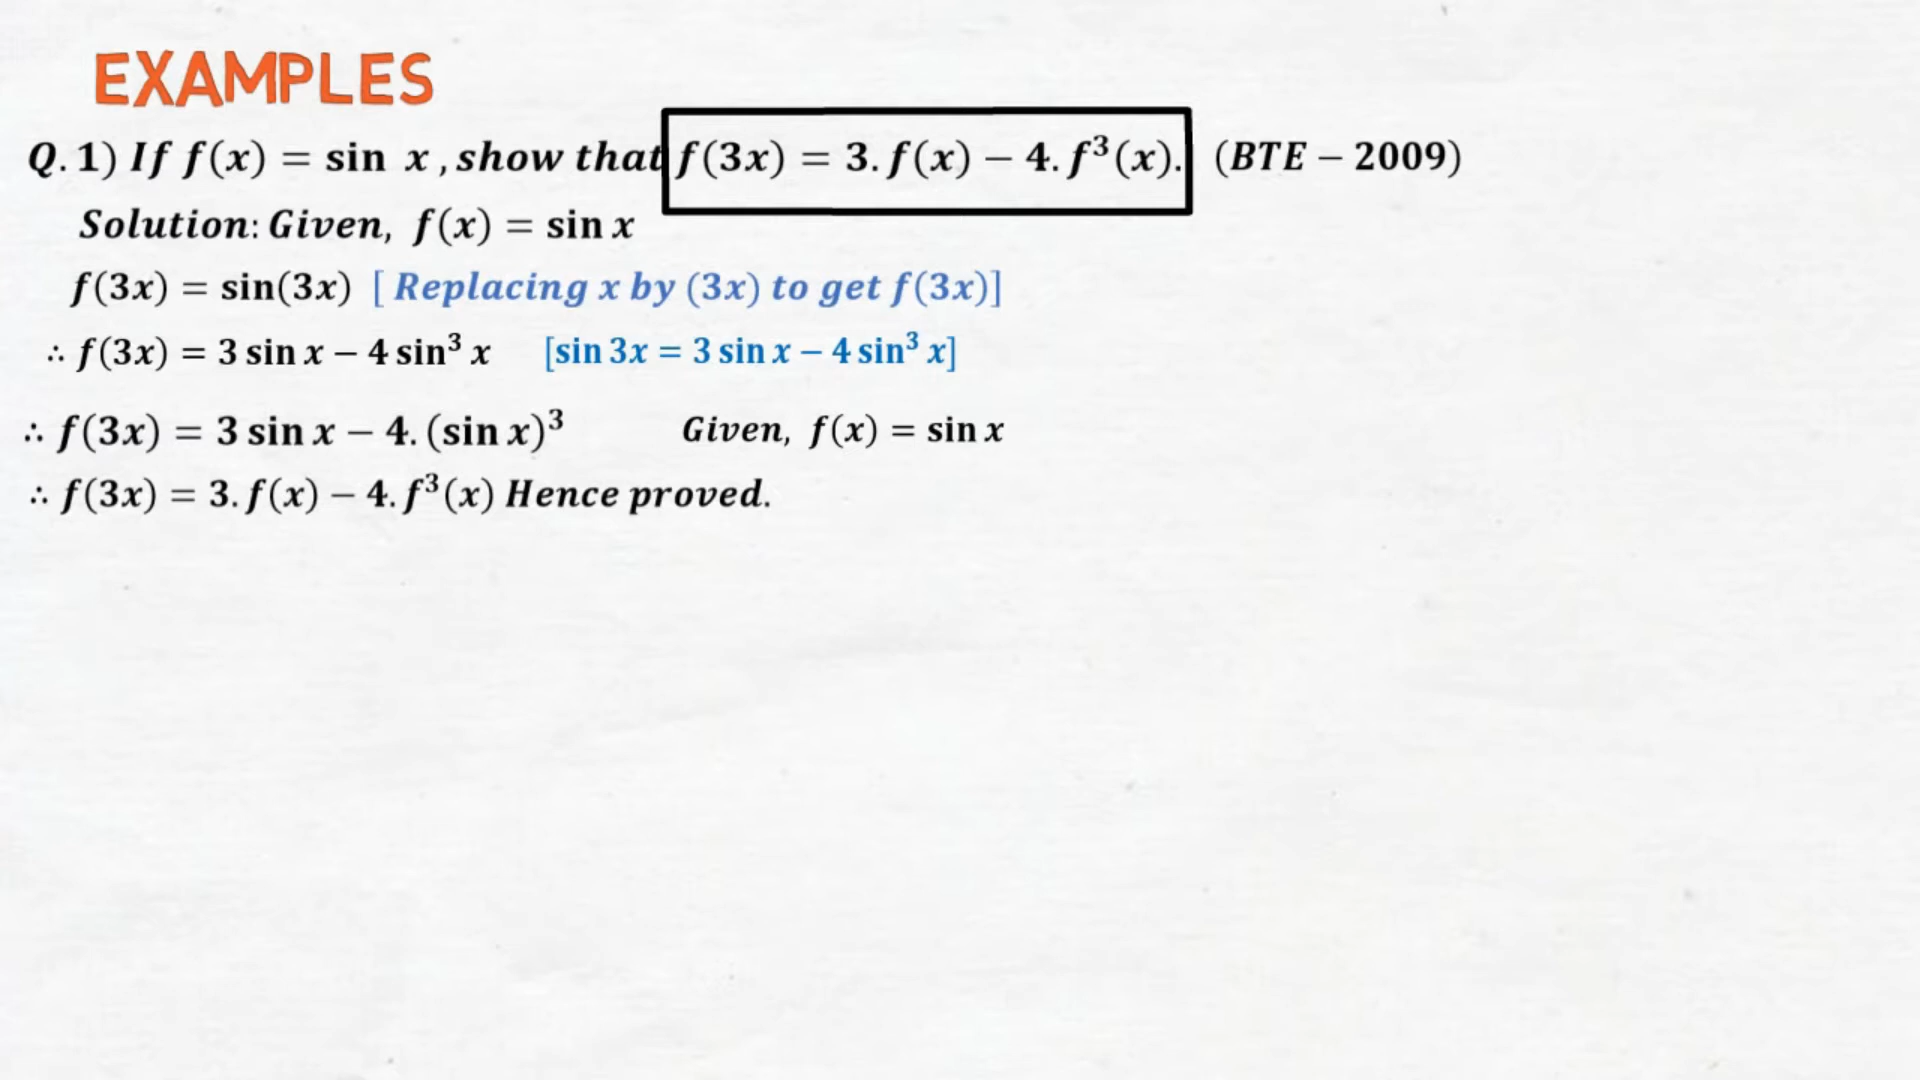 EXAMPLES
Q.1) If f(x) = sin x , show that f(3x) = 3.f(x) − 4.f³(x). (BTE − 2009)
Solution: Given, f(x) = sin x
f(3x) = sin(3x) [ Replacing x by (3x) to get f(3x)]
∴ f(3x) = 3 sin x − 4 sin³ x [sin 3x = 3 sin x − 4 sin³ x]
∴ f(3x) = 3 sin x − 4. (sin x)³ Given, f(x) = sin x
∴ f(3x) = 3.f(x) − 4.f³(x) Hence proved.